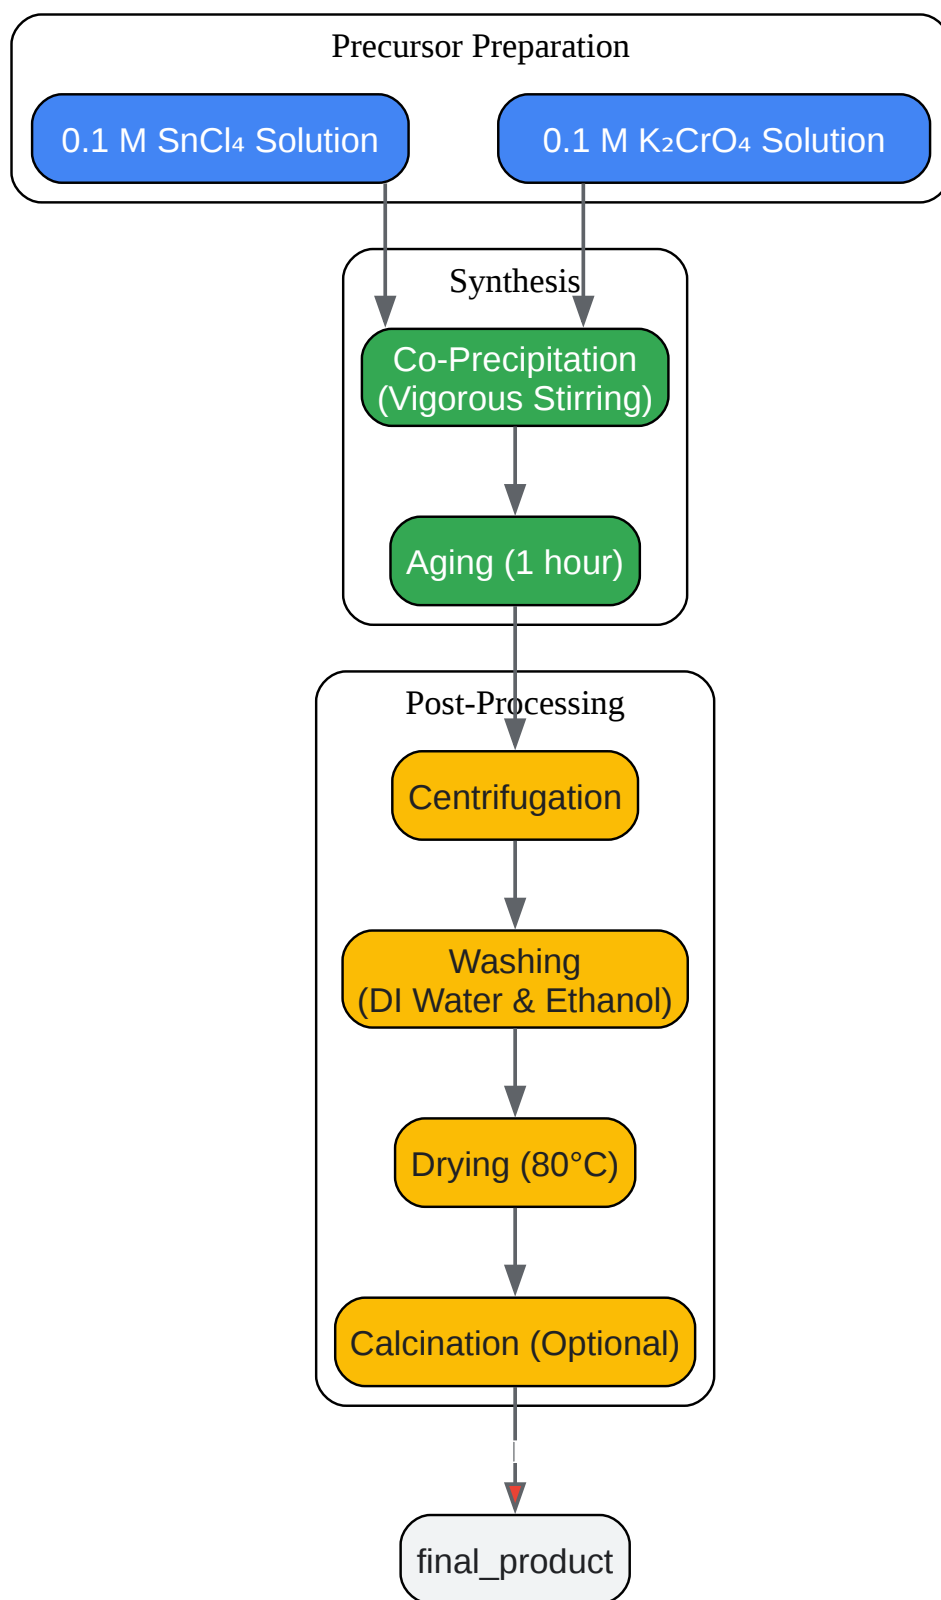 Precursor Preparation
0.1 M SnCl₄ Solution
0.1 M K₂CrO₄ Solution
Synthesis
Co-Precipitation
(Vigorous Stirring)
Aging (1 hour)
Post-Processing
Centrifugation
Washing
(DI Water & Ethanol)
Drying (80°C)
Calcination (Optional)
final_product